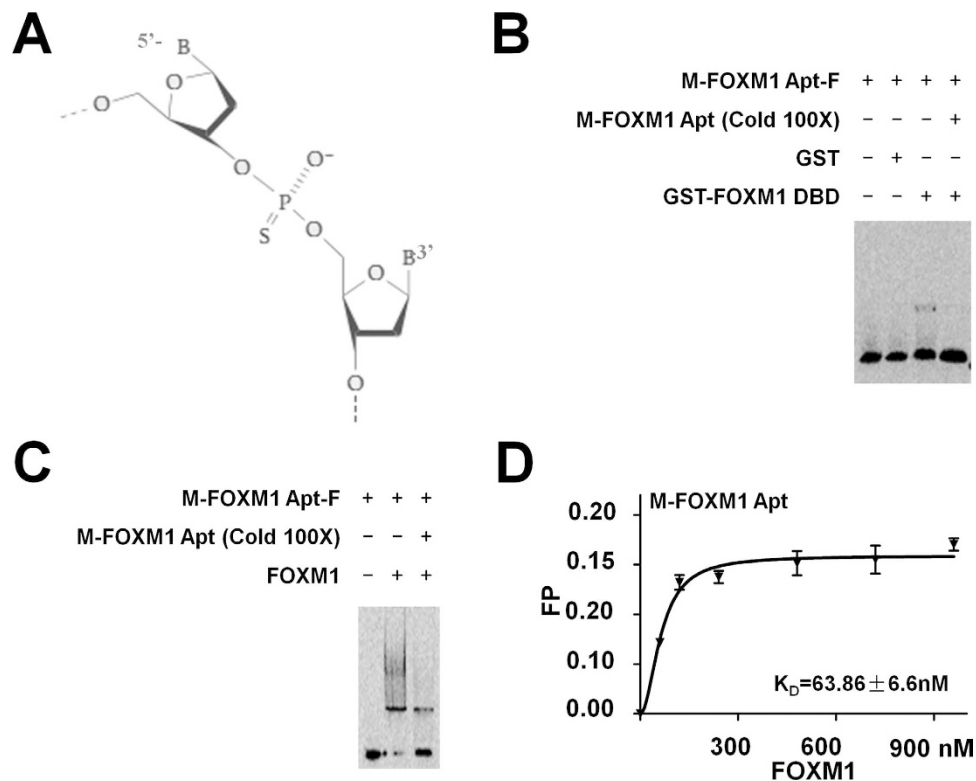 A
5'-
B
O
O
O
O-
P
S
O
B3'
O
O
B
M-FOXM1 Apt-F + + + +
M-FOXM1 Apt (Cold 100X) - - - +
GST - + - -
GST-FOXM1 DBD - - + +
C
M-FOXM1 Apt-F + + +
M-FOXM1 Apt (Cold 100X) - - +
FOXM1 - + +
D
M-FOXM1 Apt
0.20
0.15
0.20
0.10
0.00
FP
KD=63.86±6.6nM
300 600 900 nM
FOXM1